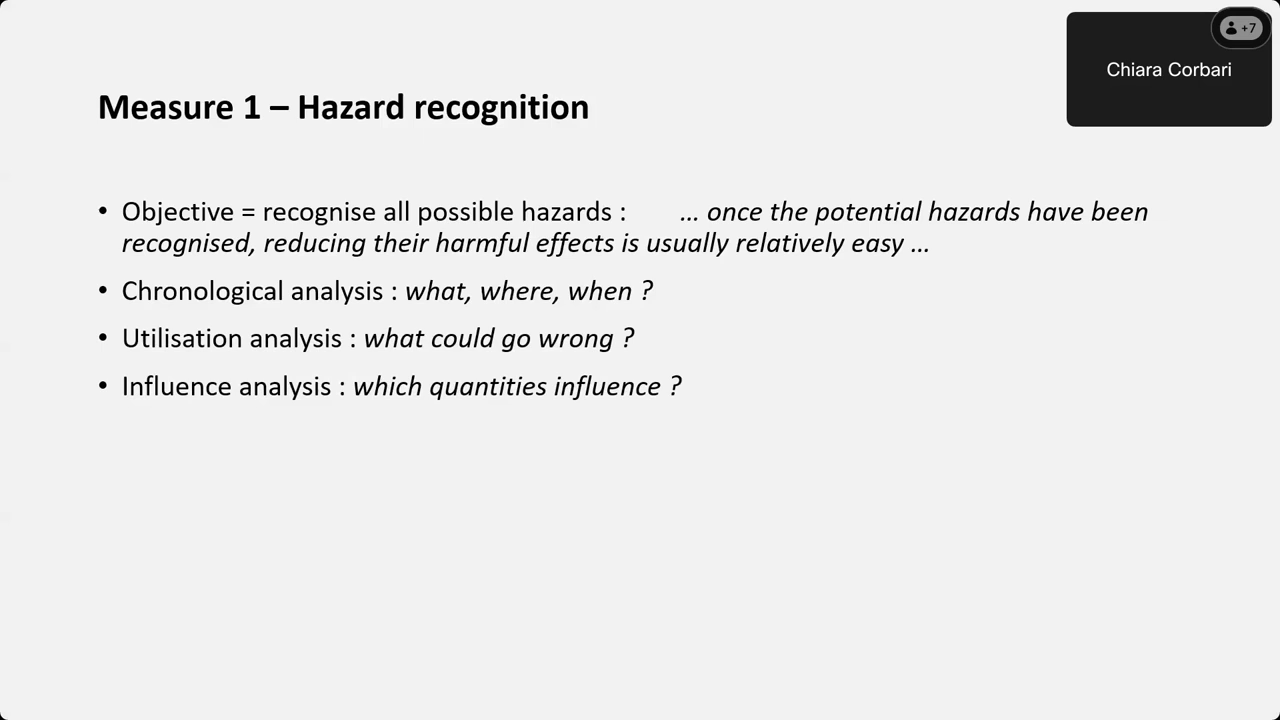 +7
Chiara Corbari
Measure 1 – Hazard recognition
• Objective = recognise all possible hazards : … once the potential hazards have been
recognised, reducing their harmful effects is usually relatively easy …
• Chronological analysis : what, where, when ?
• Utilisation analysis : what could go wrong ?
• Influence analysis : which quantities influence ?